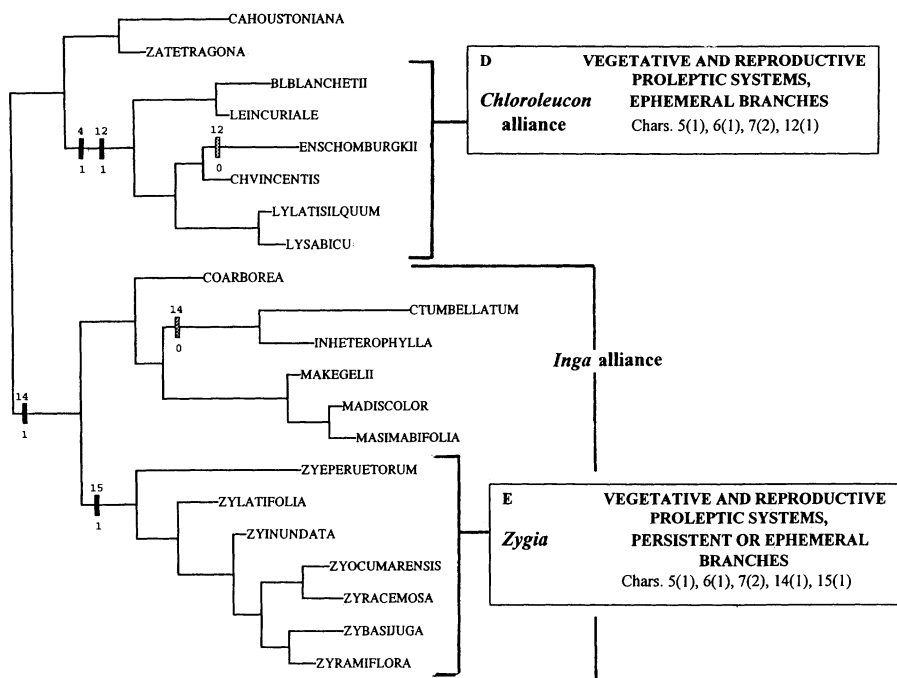 CAHOUSTONIANA
ZATETRAGONA
BLBLANCHETII
LEINCURIALE
4 12
1 1
12
0
ENSCHOMBURGKII
CHVINCENTIS
LYLATISILQUUM
LYSABICU
D VEGETATIVE AND REPRODUCTIVE
PROLEPTIC SYSTEMS,
Chloroleucon
alliance
EPHEMERAL BRANCHES
Chars. 5(1), 6(1), 7(2), 12(1)
COARBOREA
14
0
CTUMBELLATUM
INHETEROPHYLLA
Inga alliance
MAKEGELII
MADISCOLOR
MASIMABIFOLIA
14
1
15
1
ZYEPERUETORUM
ZYLATIFOLIA
ZYINUNDATA
ZYOCUMARENSIS
ZYRACEMOSA
ZYBASIJUGA
ZYRAMIFLORA
E VEGETATIVE AND REPRODUCTIVE
PROLEPTIC SYSTEMS,
Zygia
PERSISTENT OR EPHEMERAL
BRANCHES
Chars. 5(1), 6(1), 7(2), 14(1), 15(1)